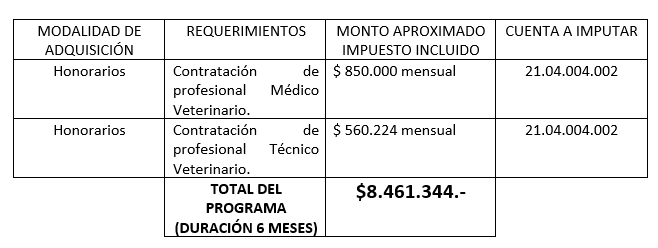 MODALIDAD DE ADQUISICIÓN REQUERIMIENTOS MONTO APROXIMADO IMPUESTO INCLUIDO CUENTA A IMPUTAR
Honorarios
Contratación de
profesional Médico
Veterinario.
$ 850.000 mensual
21.04.004.002
Honorarios
Contratación de
profesional Técnico
Veterinario.
$ 560.224 mensual
21.04.004.002
TOTAL DEL
PROGRAMA
(DURACIÓN 6 MESES)
$8.461.344.-